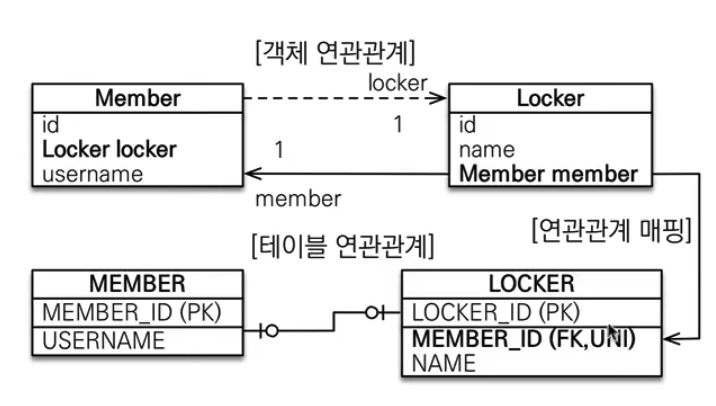 [객체 연관관계]
locker
Member
Locker
id
Locker locker
username
1
1
id
name
Member member
member
[연관관계 매핑]
[테이블 연관관계]
MEMBER
MEMBER_ID (PK)
USERNAME
LOCKER
LOCKER_ID (PK)
MEMBER_ID (FK,UNI)
NAME